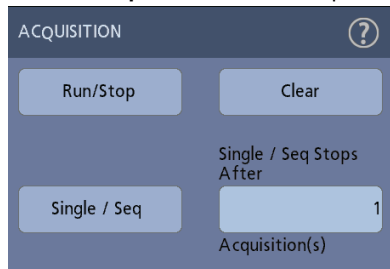 ACQUISITION
?
Run/Stop
Clear
Single / Seq Stops
After
Single / Seq
1
Acquisition(s)